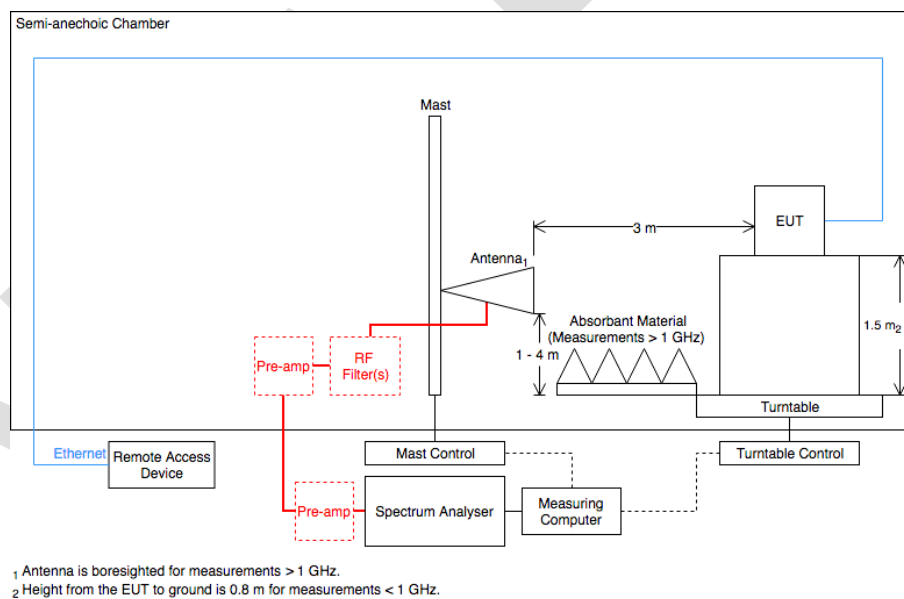 Semi-anechoic Chamber
Mast
EUT
3 m
Antenna1
Absorbant Material
(Measurements > 1 GHz)
1.5 m2
1 - 4 m
Pre-amp
RF
Filter(s)
Turntable
Ethernet
Remote Access
Device
Mast Control
Turntable Control
Pre-amp
Spectrum Analyser
Measuring
Computer
1 Antenna is boresighted for measurements > 1 GHz.
2 Height from the EUT to ground is 0.8 m for measurements < 1 GHz.